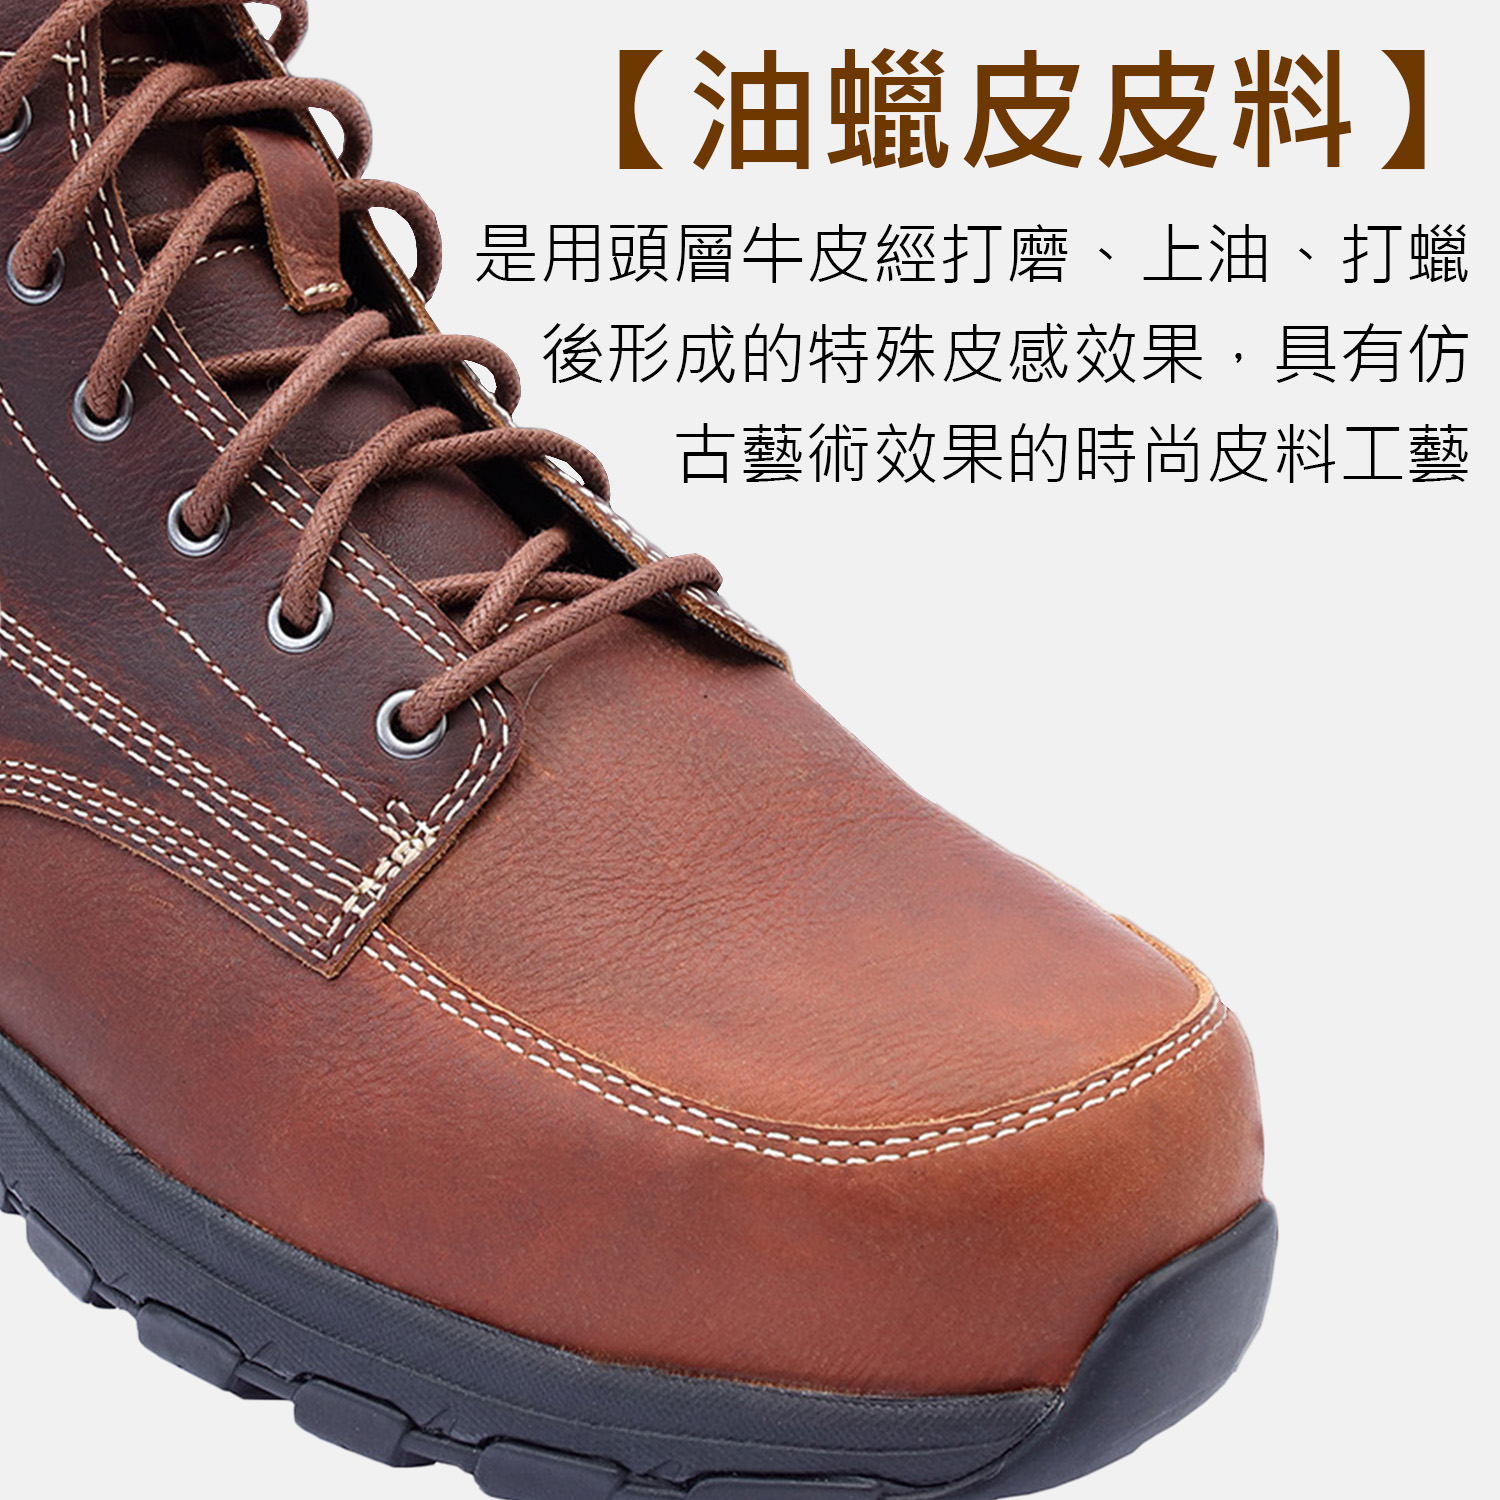 【油蠟皮皮料】
是用頭層牛皮經打磨、上油、打蠟
後形成的特殊皮感效果，具有仿
古藝術效果的時尚皮料工藝